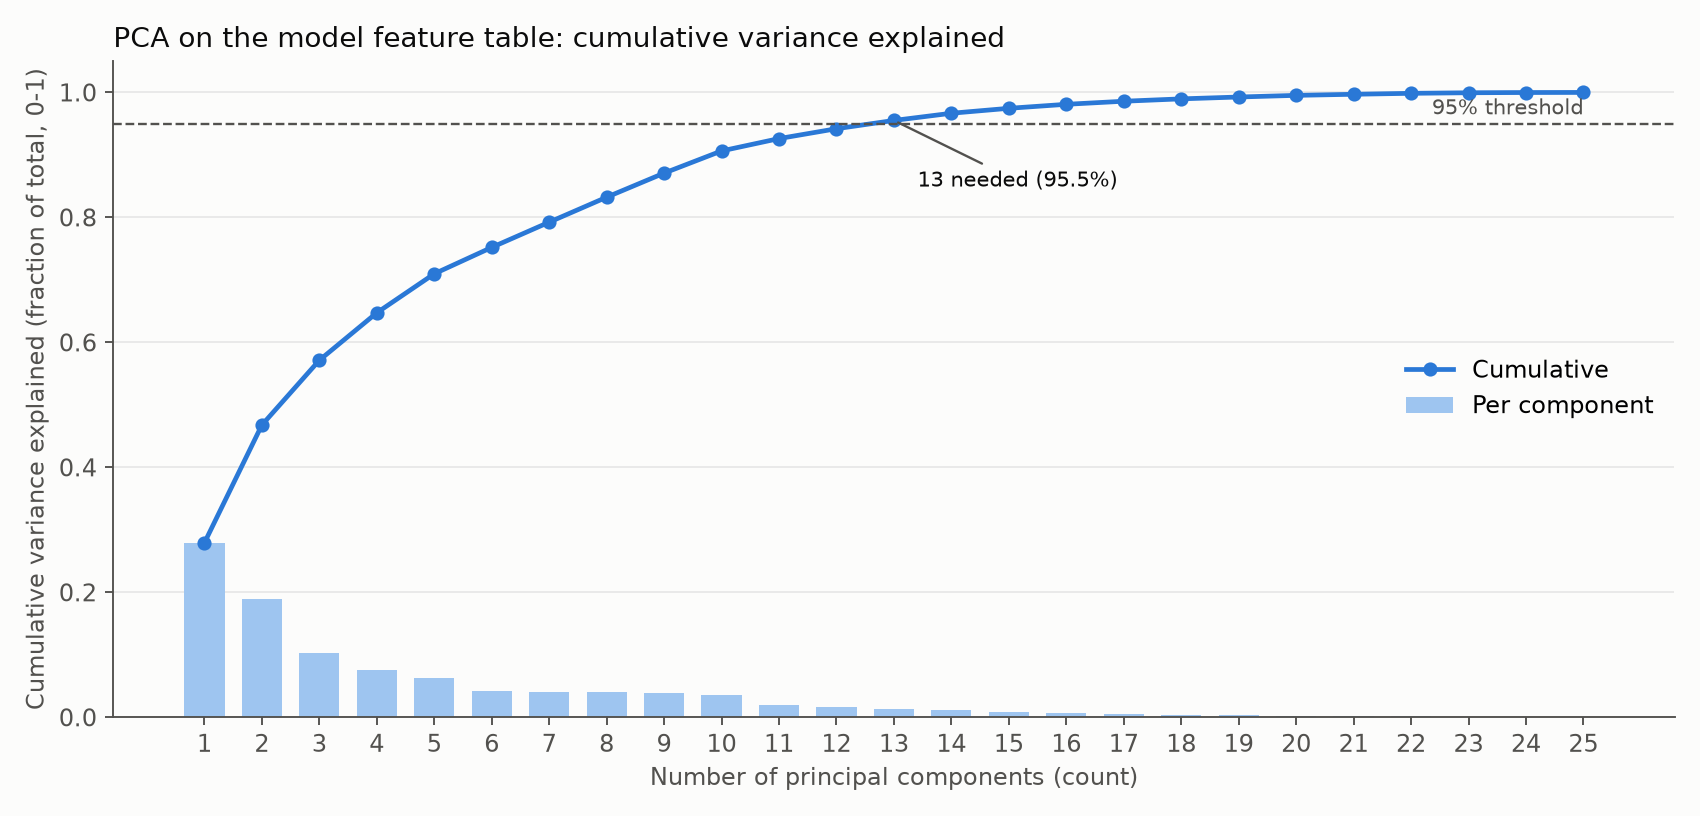 PCA on the model feature table: cumulative variance explained
Cumulative variance explained (fraction of total, 0-1)
1.0
0.8
0.6
0.4
0.2
0.0
95% threshold
13 needed (95.5%)
Cumulative
Per component
1 2 3 4 5 6 7 8 9 10 11 12 13 14 15 16 17 18 19 20 21 22 23 24 25
Number of principal components (count)